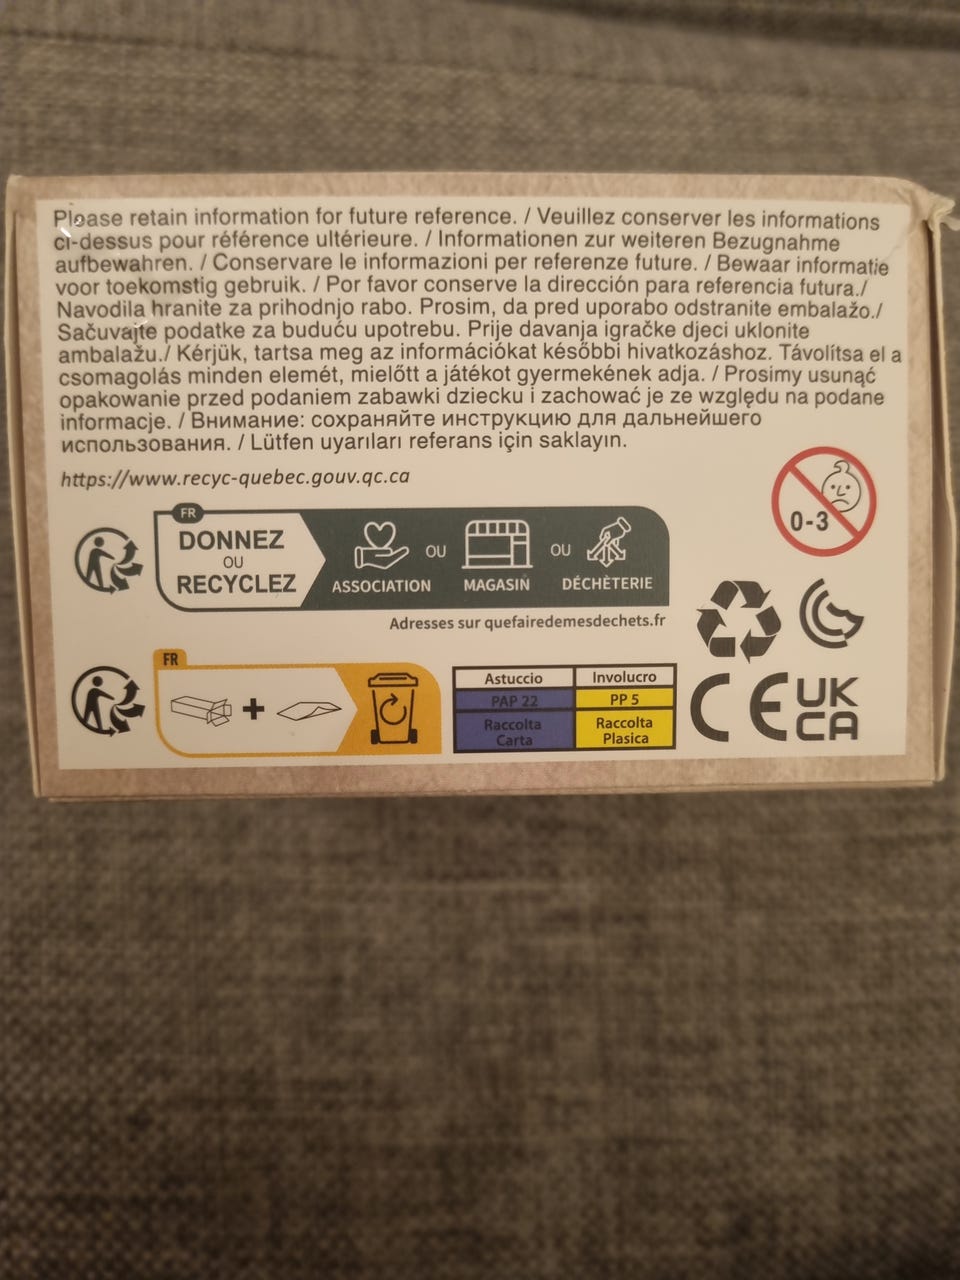 Please retain information for future reference. / Veuillez conserver les informations
ci-dessus pour référence ultérieure. / Informationen zur weiteren Bezugnahme
aufbewahren. / Conservare le informazioni per referenze future. / Bewaar informatie
voor toekomstig gebruik. / Por favor conserve la dirección para referencia futura./
Navodila hranite za prihodnjo rabo. Prosim, da pred uporabo odstranite embalažo./
Sačuvajte podatke za buduću upotrebu. Prije davanja igračke djeci uklonite
ambalažu./ Kérjük, tartsa meg az információkat későbbi hivatkozáshoz. Távolítsa el a
csomagolás minden elemét, mielőtt a játékot gyermekének adja. / Prosimy usunąć
opakowanie przed podaniem zabawki dziecku i zachować je ze względu na podane
informacje. / Внимание: сохраняйте инструкцию для дальнейшего
использования. / Lütfen uyarıları referans için saklayın.
https://www.recyc-quebec.gouv.qc.ca
0-3
FR
DONNEZ
OU
RECYCLEZ
ASSOCIATION
OU
MAGASIN
OU
DÉCHÈTERIE
Adresses sur quefairedemesdechets.fr
FR
+
Astuccio Involucro
PAP 22 PP 5
Raccolta Raccolta
Carta Plasica
CE
UK
CA